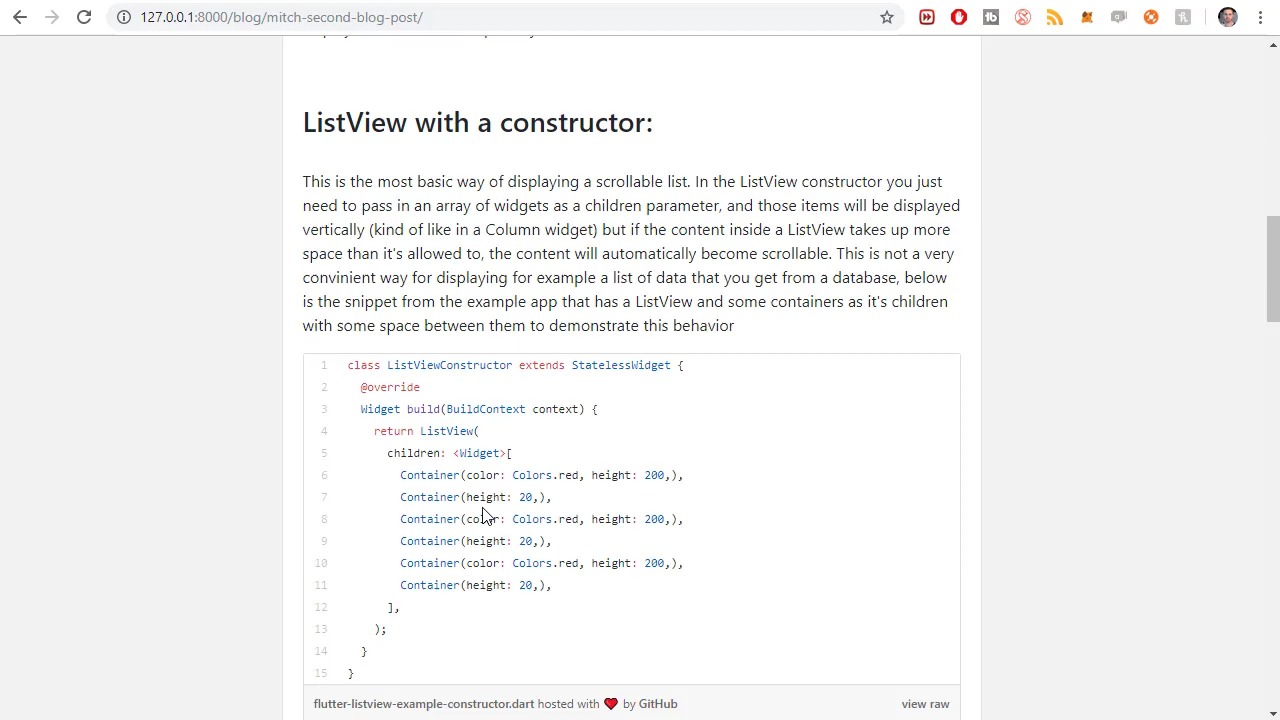 127.0.0.1:8000/blog/mitch-second-blog-post/
ListView with a constructor:
This is the most basic way of displaying a scrollable list. In the ListView constructor you just
need to pass in an array of widgets as a children parameter, and those items will be displayed
vertically (kind of like in a Column widget) but if the content inside a ListView takes up more
space than it's allowed to, the content will automatically become scrollable. This is not a very
convinient way for displaying for example a list of data that you get from a database, below
is the snippet from the example app that has a ListView and some containers as it's children
with some space between them to demonstrate this behavior
1 class ListViewConstructor extends StatelessWidget {
2 @override
3 Widget build(BuildContext context) {
4 return ListView(
5 children: <Widget>[
6 Container(color: Colors.red, height: 200,),
7 Container(height: 20,),
8 Container(color: Colors.red, height: 200,),
9 Container(height: 20,),
10 Container(color: Colors.red, height: 200,),
11 Container(height: 20,),
12 ],
13 );
14 }
15 }
flutter-listview-example-constructor.dart hosted with ❤ by GitHub view raw